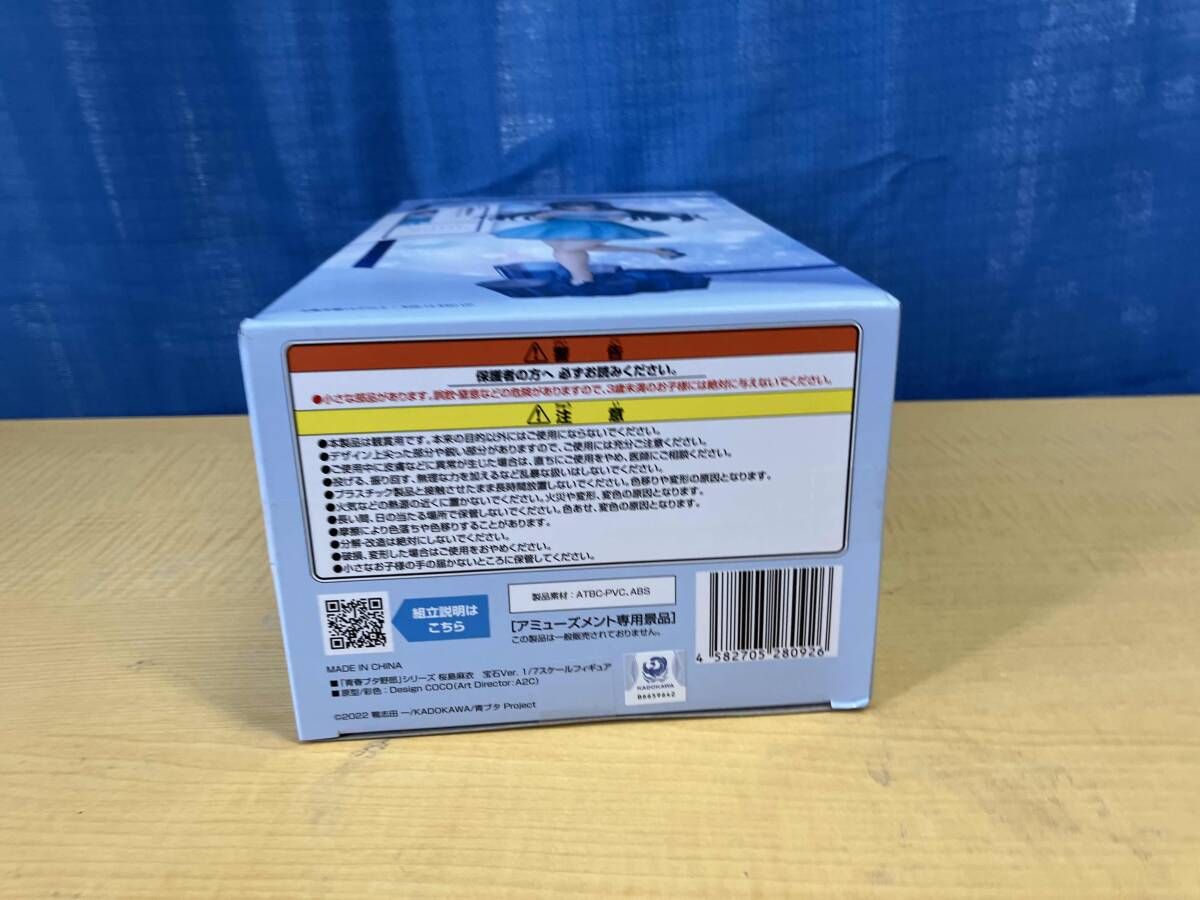 警告
保護者の方へ 必ずお読みください。
●小さな部品があります。誤飲・窒息などの危険がありますので、3歳未満のお子様には絶対に与えないでください。
注意
●本製品は観賞用です。本来の目的以外にはご使用にならないでください。
●デザイン上尖った部分や鋭い部分がありますので、ご使用には充分ご注意ください。
●ご使用中に皮膚などに異常が生じた場合は、直ちにご使用をやめ、医師にご相談ください。
●投げる、振り回す、無理な力を加えるなど乱暴な扱いはしないでください。
●プラスチック製品と接触させたまま長時間放置しないでください。色移りや変形の原因となります。
●火気などの熱源の近くに置かないでください。火災や変形、変色の原因となります。
●長い間、日の当たる場所で保管しないでください。色あせ、変色の原因となります。
●摩擦により色落ちや色移りすることがあります。
●分解・改造は絶対にしないでください。
●破損、変形した場合はご使用をおやめください。
●小さなお子様の手の届かないところに保管してください。
組立説明は
こちら
製品素材：ATBC-PVC、ABS
[アミューズメント専用景品]
この製品は一般販売されておりません。
4 582705 280926
MADE IN CHINA
■「青春ブタ野郎」シリーズ 桜島麻衣 宝石Ver. 1/7スケールフィギュア
■原型/彩色：Design COCO(Art Director:A2C)
KADOKAWA
B6659642
©2022 鴨志田 一/KADOKAWA/青ブタ Project